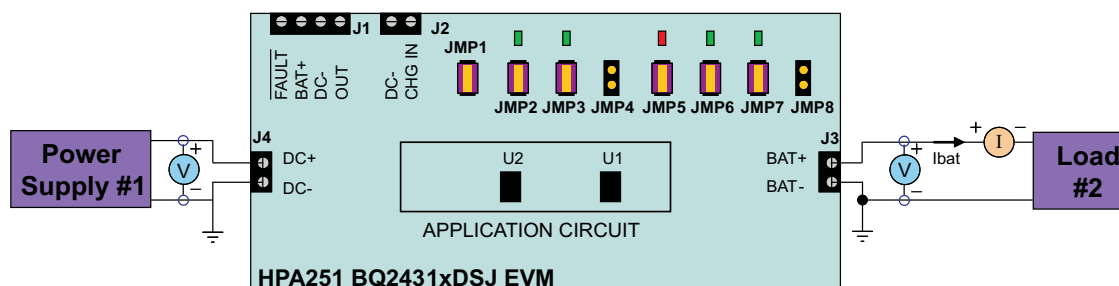 J1
J2
JMP1
FAULT
BAT+
DC-
OUT
DC-
CHG IN
JMP2
JMP3
JMP4
JMP5
JMP6
JMP7
JMP8
Power
Supply #1
+
V
−
J4
DC+
DC-
U2
U1
APPLICATION CIRCUIT
J3
BAT+
BAT-
+
V
−
Ibat
+
I
−
Load
#2
HPA251 BQ2431xDSJ EVM